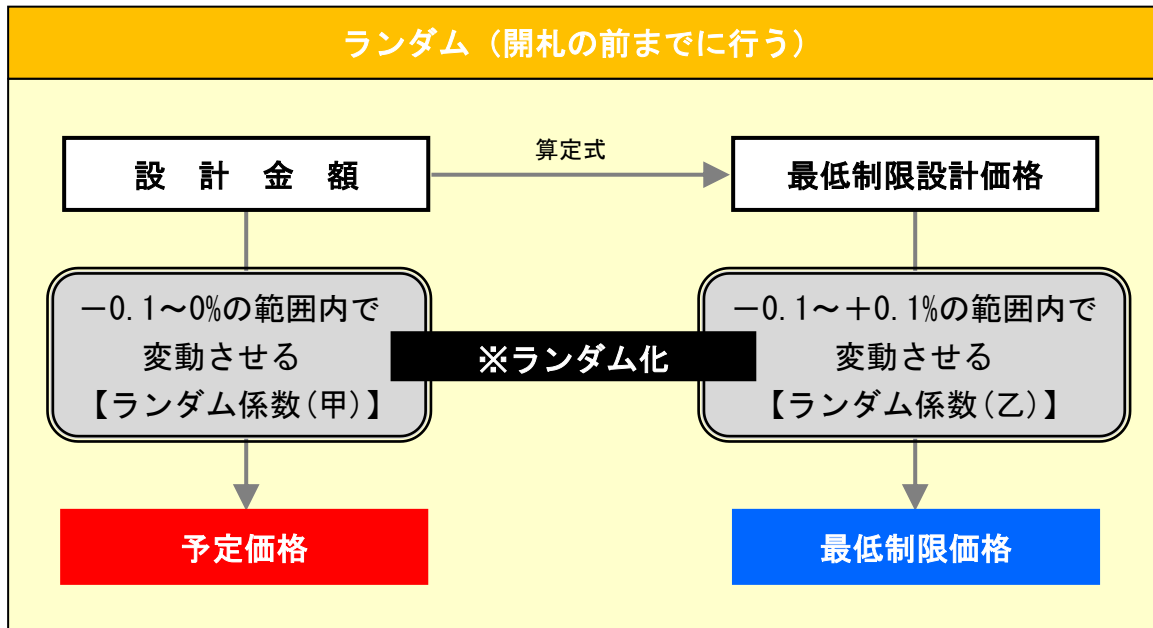 ランダム（開札の前までに行う）
設　計　金　額
算定式
最低制限設計価格
－0.1～0%の範囲内で
変動させる
【ランダム係数(甲)】
※ランダム化
－0.1～＋0.1%の範囲内で
変動させる
【ランダム係数(乙)】
予定価格
最低制限価格